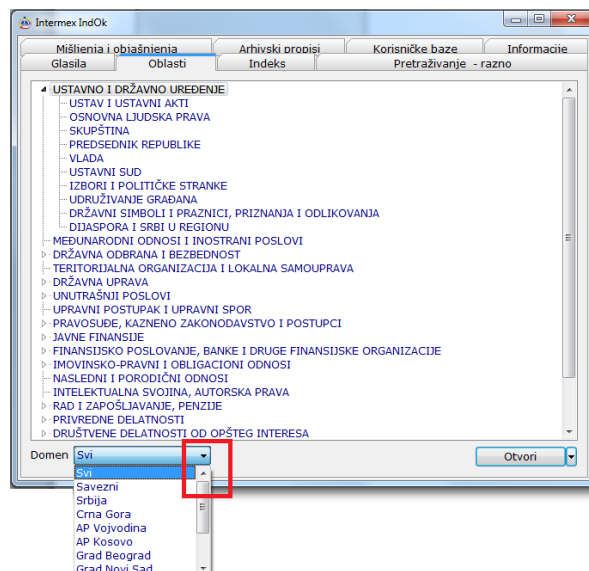 Intermex IndOk
Mišljenja i objašnjenja Arhivski propisi Korisničke baze Informacije
Glasila Oblasti Indeks Pretraživanje - razno
USTAVNO I DRŽAVNO UREĐENJE
USTAV I USTAVNI AKTI
OSNOVNA LJUDSKA PRAVA
SKUPŠTINA
PREDSEDNIK REPUBLIKE
VLADA
USTAVNI SUD
IZBORI I POLITIČKE STRANKE
UDRUŽIVANJE GRAĐANA
DRŽAVNI SIMBOLI I PRAZNICI, PRIZNANJA I ODLIKOVANJA
DIJASPORA I SRBI U REGIONU
MEĐUNARODNI ODNOSI I INOSTRANI POSLOVI
DRŽAVNA ODBRANA I BEZBEDNOST
TERITORIJALNA ORGANIZACIJA I LOKALNA SAMOUPRAVA
DRŽAVNA UPRAVA
UNUTRAŠNJI POSLOVI
UPRAVNI POSTUPAK I UPRAVNI SPOR
PRAVOSUĐE, KAZNENO ZAKONODAVSTVO I POSTUPCI
JAVNE FINANSIJE
FINANSIJSKO POSLOVANJE, BANKE I DRUGE FINANSIJSKE ORGANIZACIJE
IMOVINSKO-PRAVNI I OBLIGACIONI ODNOSI
NASLEDNI I PORODIČNI ODNOSI
INTELEKTUALNA SVOJINA, AUTORSKA PRAVA
RAD I ZAPOŠLJAVANJE, PENZIJE
PRIVREDNE DELATNOSTI
DRUŠTVENE DELATNOSTI OD OPŠTEG INTERESA
Domen Svi Otvori
Svi
Savezni
Srbija
Crna Gora
AP Vojvodina
AP Kosovo
Grad Beograd
Grad Novi Sad